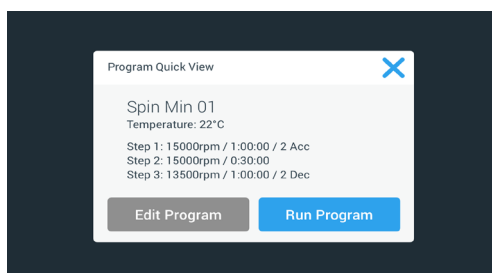 Program Quick View
Spin Min 01
Temperature: 22°C
Step 1: 15000rpm / 1:00:00 / 2 Acc
Step 2: 15000rpm / 0:30:00
Step 3: 13500rpm / 1:00:00 / 2 Dec
Edit Program
Run Program